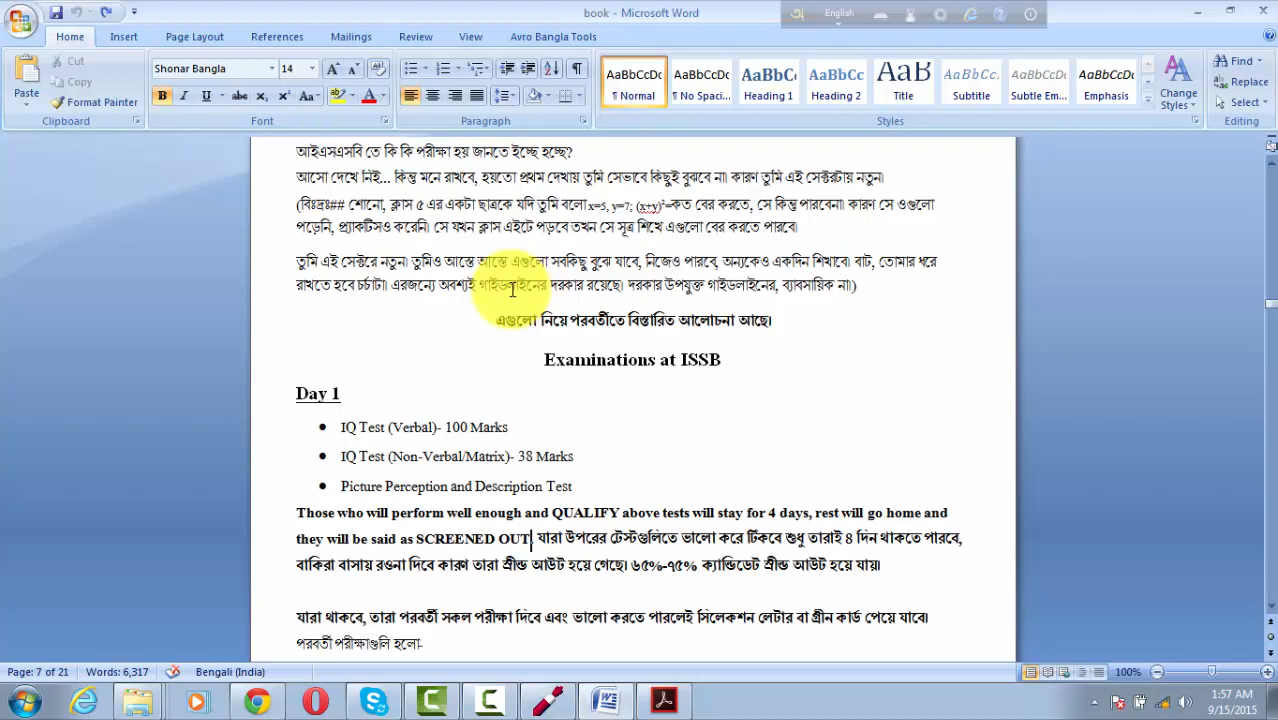 book - Microsoft Word
English
Home Insert Page Layout References Mailings Review View Avro Bangla Tools
Cut
Copy
Format Painter
Paste
Clipboard
Shonar Bangla 14
Font
Paragraph
AaBbCcDc AaBbCcDc AaBbC AaBbCc AaB AaBbCc. AaBbCcDc AaBbCcDc
¶ Normal ¶ No Spaci... Heading 1 Heading 2 Title Subtitle Subtle Em... Emphasis
Change Styles
Styles
Find
Replace
Select
Editing
আইএসএসবি তে কি কি পরীক্ষা হয় জানতে ইচ্ছে হচ্ছে?
আসো দেখে নিই... কিন্তু মনে রাখবে, হয়তো প্রথম দেখায় তুমি সেভাবে কিছুই বুঝবে না। কারণ তুমি এই সেক্টরটায় নতুন।
(বিঃদ্রঃ## শোনো, ক্লাস ৫ এর একটা ছাত্রকে যদি তুমি বলো x=5, y=7; (x+y)²=কত বের করতে, সে কিন্তু পারবেনা। কারণ সে ওগুলো
পড়েনি, প্র্যাকটিসও করেনি। সে যখন ক্লাস এইটে পড়বে তখন সে সূত্র শিখে এগুলো বের করতে পারবে।
তুমি এই সেক্টরে নতুন। তুমিও আস্তে আস্তে এগুলো সবকিছু বুঝে যাবে, নিজেও পারবে, অন্যকেও একদিন শিখাবে। বাট, তোমার ধরে
রাখতে হবে চর্চাটা। এরজন্যে অবশ্যই গাইডলাইনের দরকার রয়েছে। দরকার উপযুক্ত গাইডলাইনের, ব্যাবসায়িক না।)
এগুলো নিয়ে পরবর্তীতে বিস্তারিত আলোচনা আছে।
Examinations at ISSB
Day 1
• IQ Test (Verbal)- 100 Marks
• IQ Test (Non-Verbal/Matrix)- 38 Marks
• Picture Perception and Description Test
Those who will perform well enough and QUALIFY above tests will stay for 4 days, rest will go home and
they will be said as SCREENED OUT. যারা উপরের টেস্টগুলিতে ভালো করে টিকবে শুধু তারাই 8 দিন থাকতে পারবে,
বাকিরা বাসায় রওনা দিবে কারণ তারা স্ক্রীন্ড আউট হয়ে গেছে। ৬৫%-৭৫% ক্যান্ডিডেট স্ক্রীন্ড আউট হয়ে যায়।
যারা থাকবে, তারা পরবর্তী সকল পরীক্ষা দিবে এবং ভালো করতে পারলেই সিলেকশন লেটার বা গ্রীন কার্ড পেয়ে যাবে।
পরবর্তী পরীক্ষাগুলি হলো-
Page: 7 of 21 Words: 6,317 Bengali (India) 100%
1:57 AM
9/15/2015